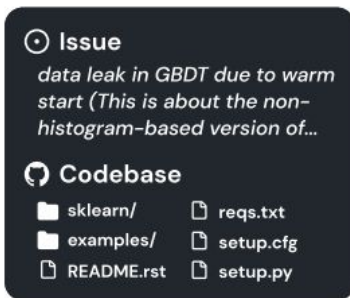 Issue
data leak in GBDT due to warm
start (This is about the non-
histogram-based version of...
Codebase
sklearn/
reqs.txt
examples/
setup.cfg
README.rst
setup.py